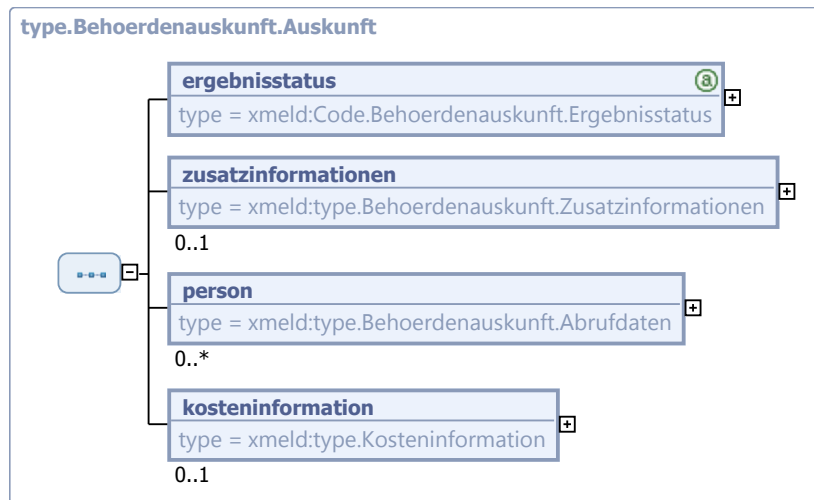 type.Behoerdenauskunft.Auskunft
ergebnisstatus
type = xmeld:Code.Behoerdenauskunft.Ergebnisstatus
zusatzinformationen
type = xmeld:type.Behoerdenauskunft.Zusatzinformationen
0..1
person
type = xmeld:type.Behoerdenauskunft.Abrufdaten
0..*
kosteninformation
type = xmeld:type.Kosteninformation
0..1